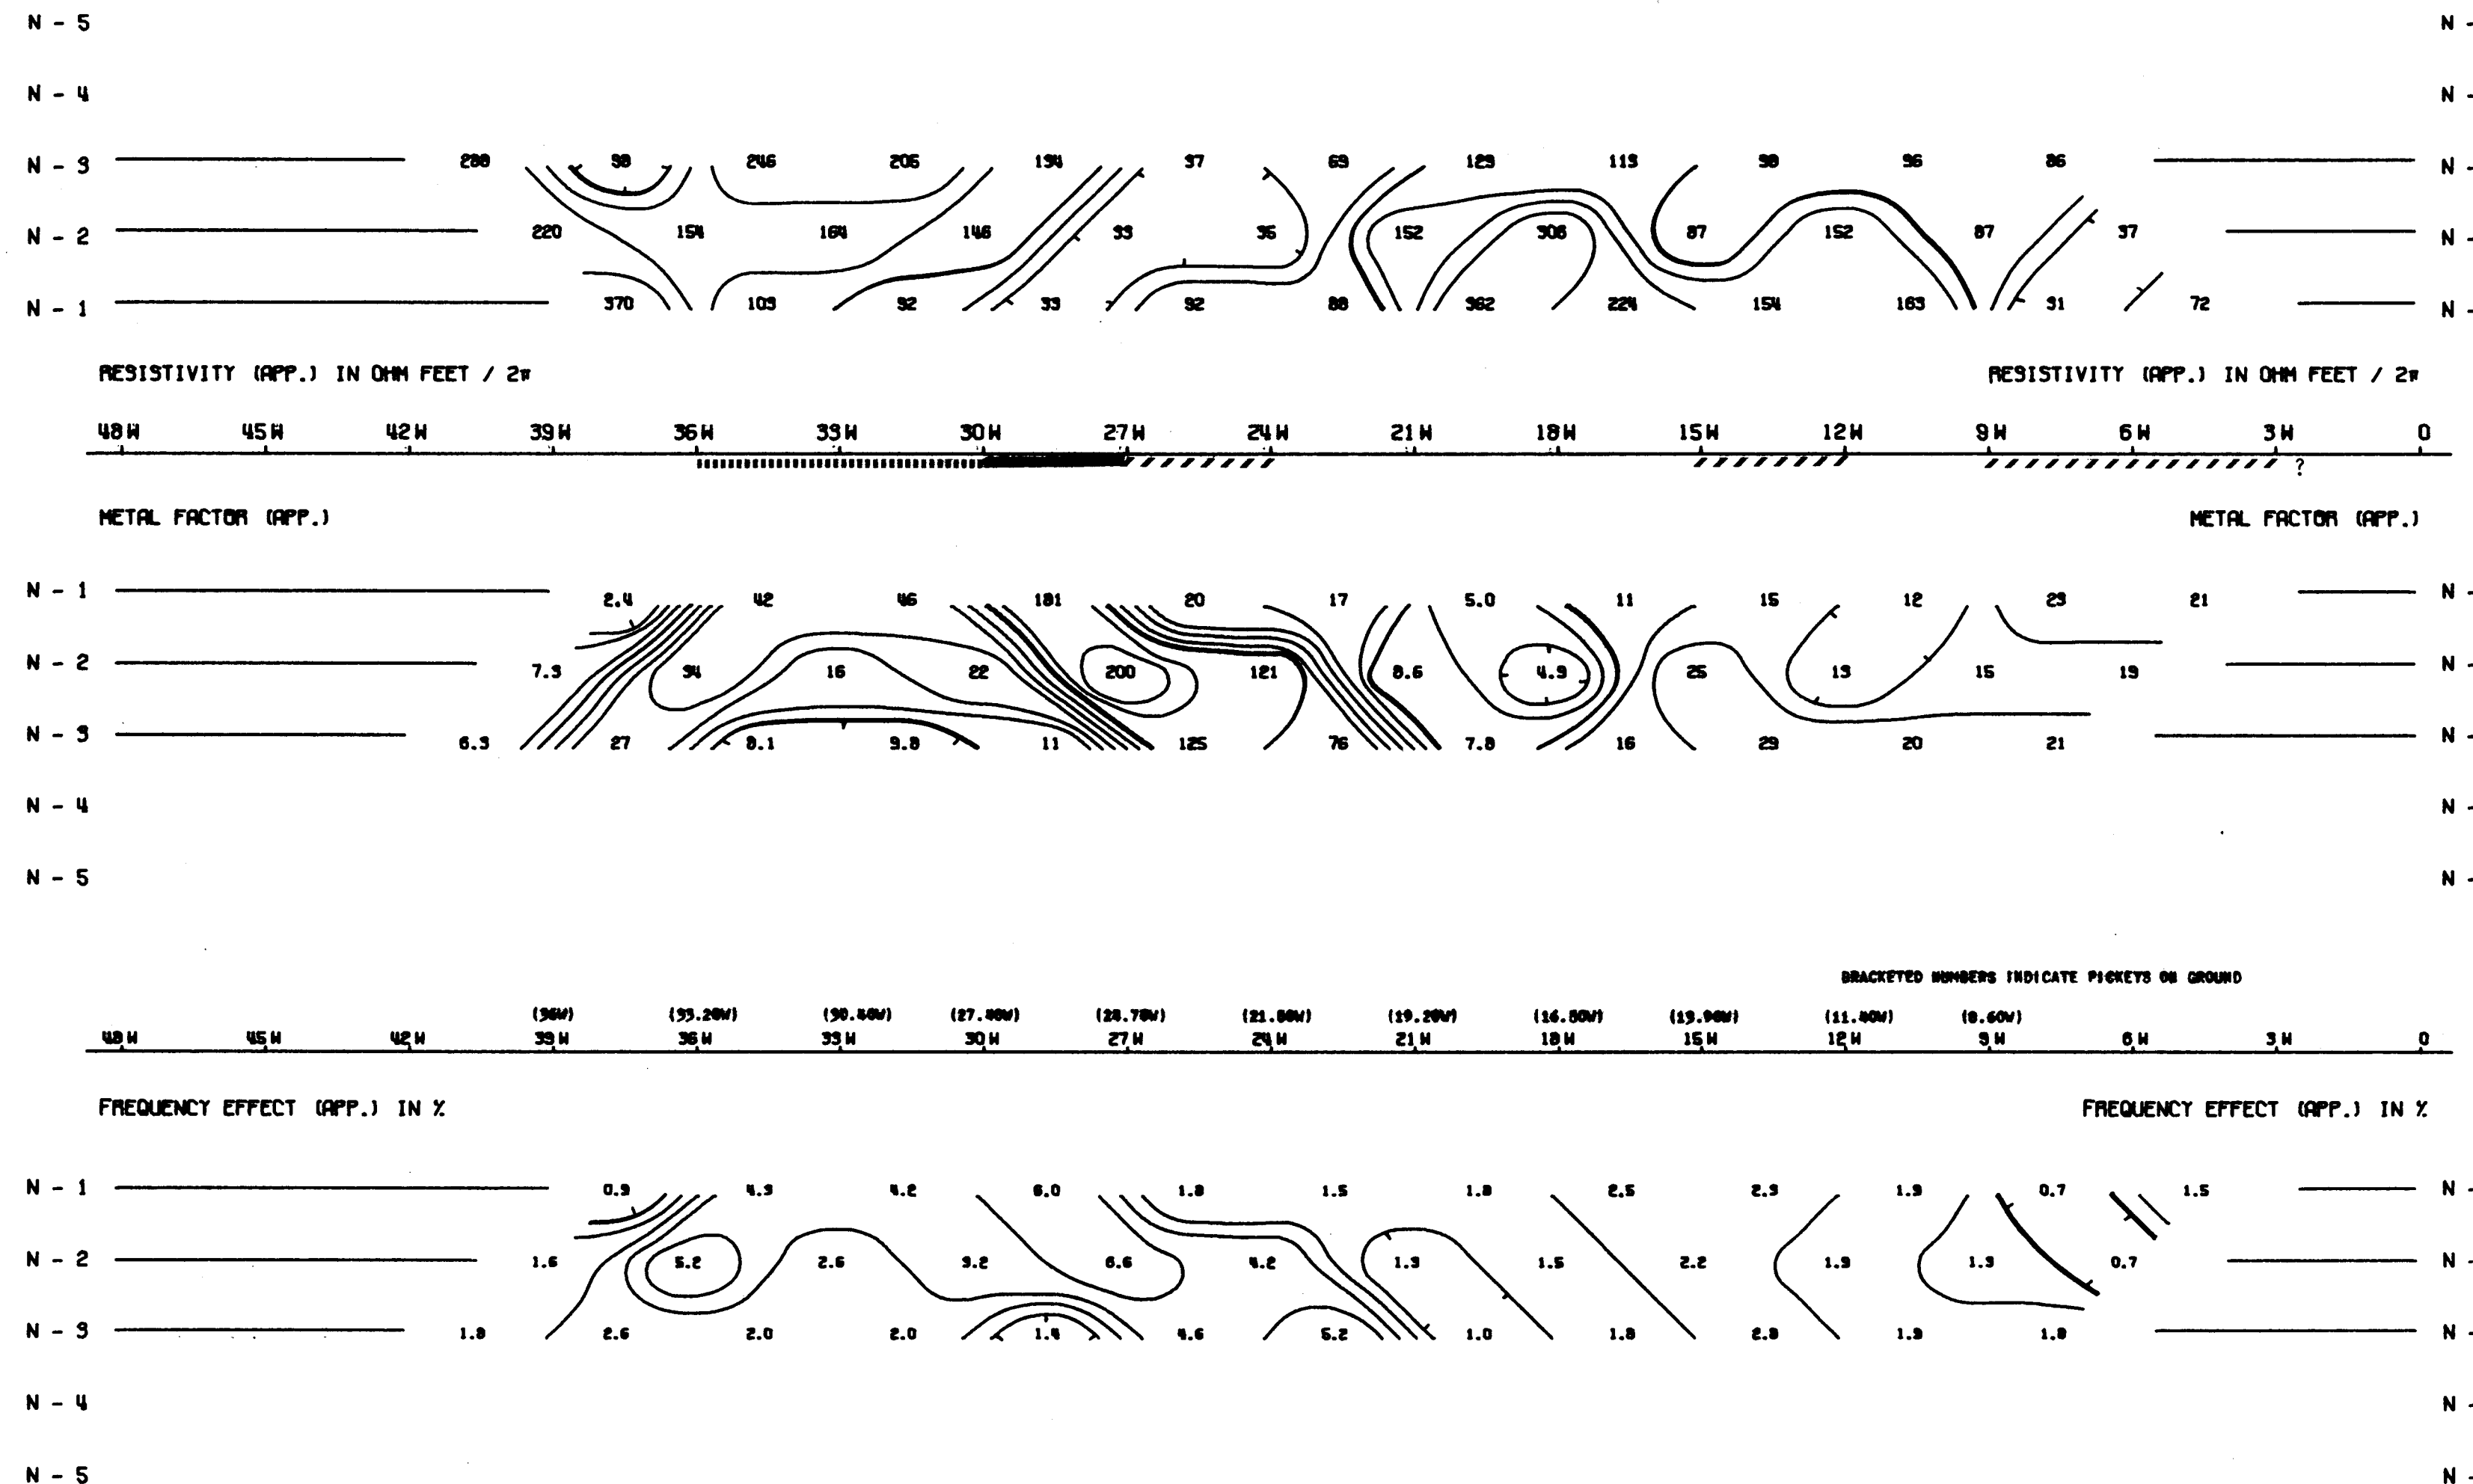 N - 5 N -
N - 4 N -
N - 3 288 98 246 205 134 37 69 129 113 98 96 86 N -
N - 2 220 154 164 146 33 35 152 306 87 152 87 37 N -
N - 1 370 103 92 33 92 88 362 224 154 163 31 72 N -
RESISTIVITY (APP.) IN OHM FEET / 2π RESISTIVITY (APP.) IN OHM FEET / 2π
48W 45W 42W 39W 36W 33W 30W 27W 24W 21W 18W 15W 12W 9W 6W 3W 0
?
METAL FACTOR (APP.) METAL FACTOR (APP.)
N - 1 2.4 42 46 181 20 17 5.0 11 15 12 23 21 N -
N - 2 7.3 34 16 22 200 121 8.6 4.9 25 13 15 19 N -
N - 3 6.3 27 8.1 9.8 11 125 76 7.8 16 29 20 21 N -
N - 4 N -
N - 5 N -
BRACKETED NUMBERS INDICATE PICKETS ON GROUND
(36W) (33.20W) (30.40W) (27.40W) (24.70W) (21.80W) (19.20W) (16.50W) (13.90W) (11.40W) (8.60W)
48W 45W 42W 39W 36W 33W 30W 27W 24W 21W 18W 15W 12W 9W 6W 3W 0
FREQUENCY EFFECT (APP.) IN % FREQUENCY EFFECT (APP.) IN %
N - 1 0.9 4.3 4.2 6.0 1.8 1.5 1.8 2.5 2.3 1.9 0.7 1.5 N -
N - 2 1.6 5.2 2.6 3.2 6.6 4.2 1.3 1.5 2.2 1.9 1.3 0.7 N -
N - 3 1.8 2.6 2.0 2.0 1.4 4.6 5.2 1.0 1.8 2.8 1.9 1.8 N -
N - 4 N -
N - 5 N -